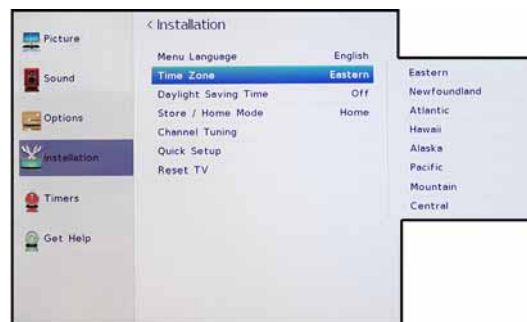 Picture
Sound
Options
Installation
Timers
Get Help
< Installation
Menu Language English
Time Zone Eastern
Daylight Saving Time Off
Store / Home Mode Home
Channel Tuning
Quick Setup
Reset TV
Eastern
Newfoundland
Atlantic
Hawaii
Alaska
Pacific
Mountain
Central